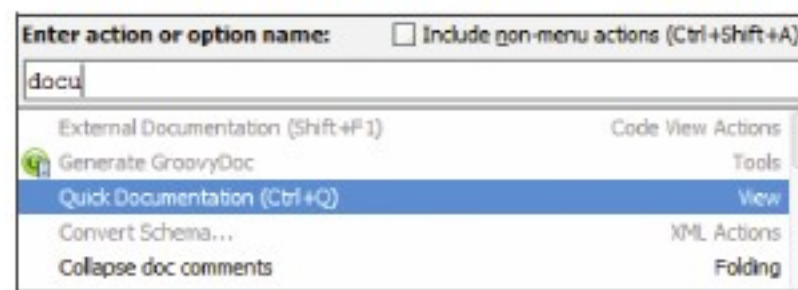 Enter action or option name: Include non-menu actions (Ctrl+Shift+A)
docu
External Documentation (Shift+F1) Code View Actions
Generate GroovyDoc Tools
Quick Documentation (Ctrl+Q) View
Convert Schema... XML Actions
Collapse doc comments Folding